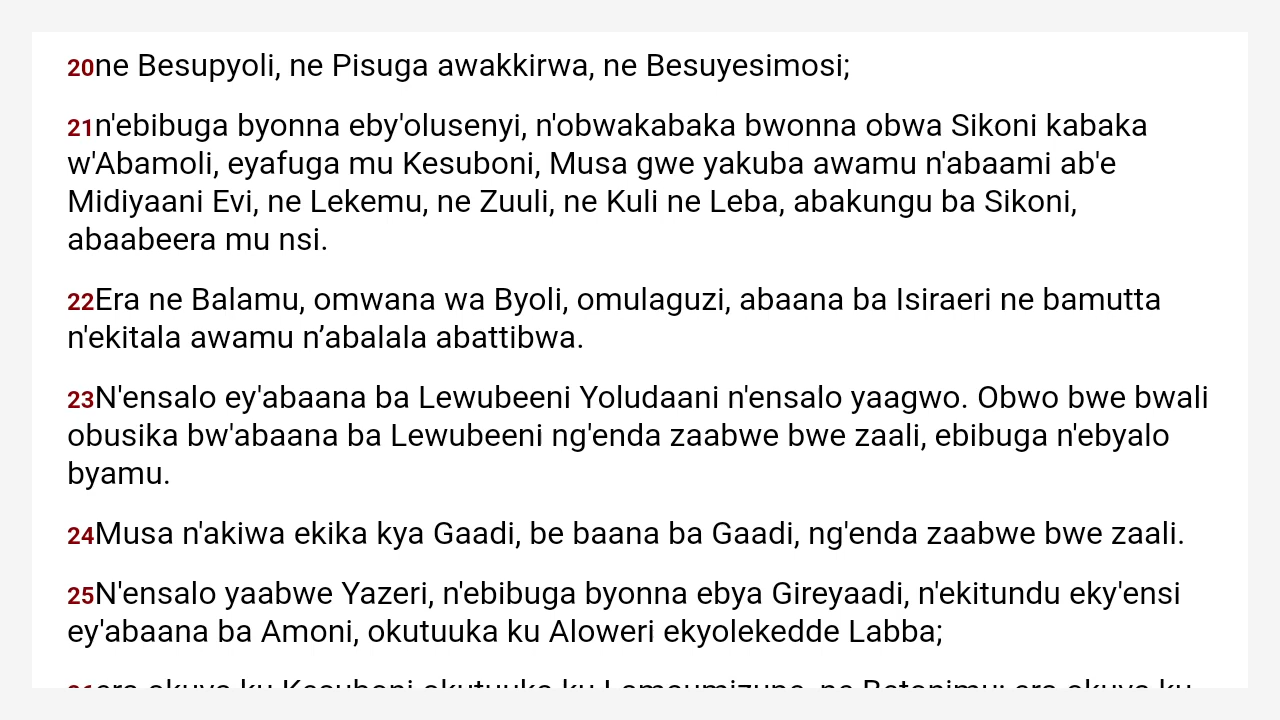 20ne Besupyoli, ne Pisuga awakkirwa, ne Besuyesimosi;
21n'ebibuga byonna eby'olusenyi, n'obwakabaka bwonna obwa Sikoni kabaka
w'Abamoli, eyafuga mu Kesuboni, Musa gwe yakuba awamu n'abaami ab'e
Midiyaani Evi, ne Lekemu, ne Zuuli, ne Kuli ne Leba, abakungu ba Sikoni,
abaabeera mu nsi.
22Era ne Balamu, omwana wa Byoli, omulaguzi, abaana ba Isiraeri ne bamutta
n'ekitala awamu n’abalala abattibwa.
23N'ensalo ey'abaana ba Lewubeeni Yoludaani n'ensalo yaagwo. Obwo bwe bwali
obusika bw'abaana ba Lewubeeni ng'enda zaabwe bwe zaali, ebibuga n'ebyalo
byamu.
24Musa n'akiwa ekika kya Gaadi, be baana ba Gaadi, ng'enda zaabwe bwe zaali.
25N'ensalo yaabwe Yazeri, n'ebibuga byonna ebya Gireyaadi, n'ekitundu eky'ensi
ey'abaana ba Amoni, okutuuka ku Aloweri ekyolekedde Labba;